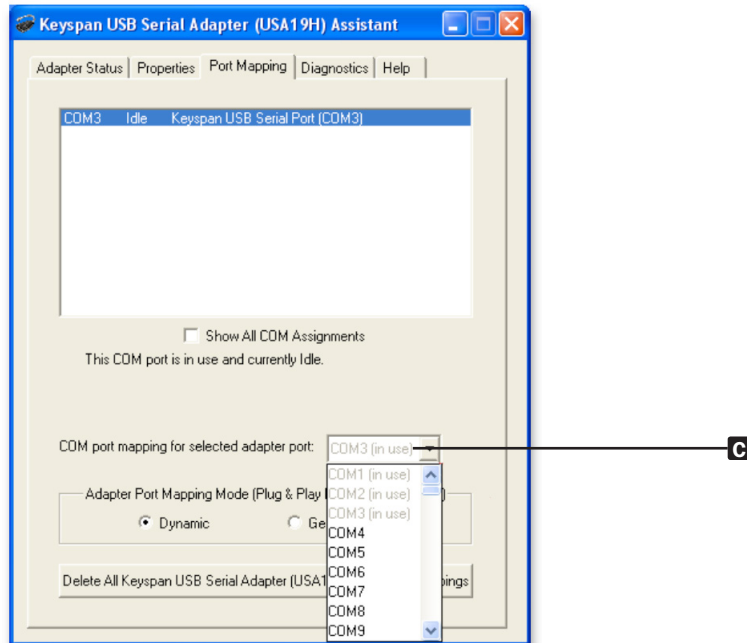 Keyspan USB Serial Adapter (USA19H) Assistant
Adapter Status Properties Port Mapping Diagnostics Help
COM3 Idle Keyspan USB Serial Port (COM3)
Show All COM Assignments
This COM port is in use and currently Idle.
COM port mapping for selected adapter port: COM3 (in use)
C
COM1 (in use)
Adapter Port Mapping Mode (Plug & Play COM2 (in use) )
COM3 (in use)
Dynamic Ge COM4
COM5
COM6
Delete All Keyspan USB Serial Adapter (USA1 COM7 pings
COM8
COM9